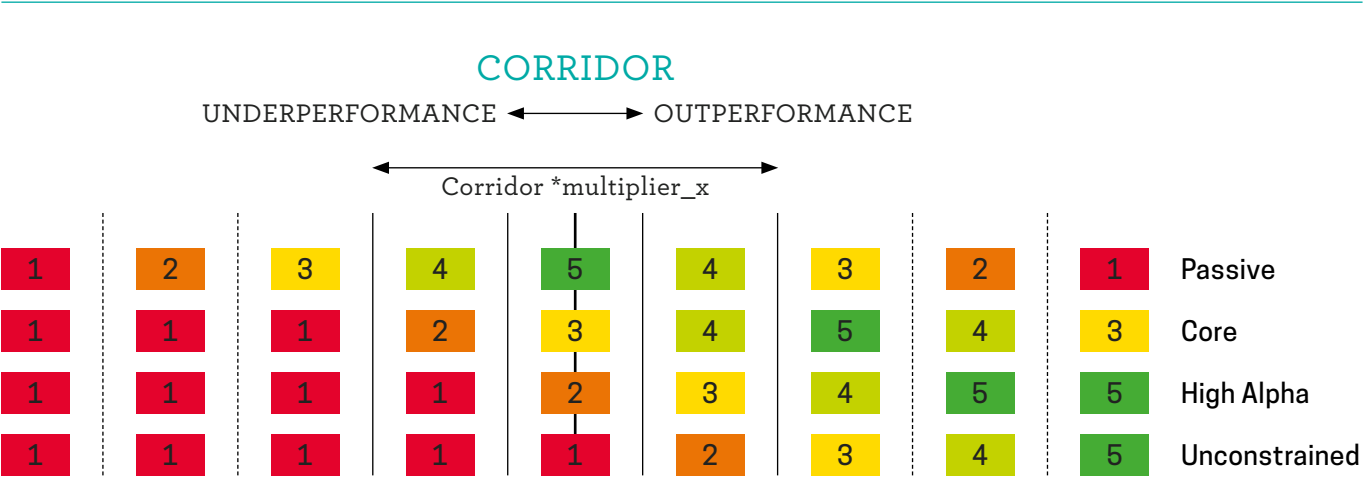 CORRIDOR
UNDERPERFORMANCE OUTPERFORMANCE
Corridor *multiplier_x
1 2 3 4 5 4 3 2 1 Passive
1 1 1 2 3 4 5 4 3 Core
1 1 1 1 2 3 4 5 5 High Alpha
1 1 1 1 1 2 3 4 5 Unconstrained